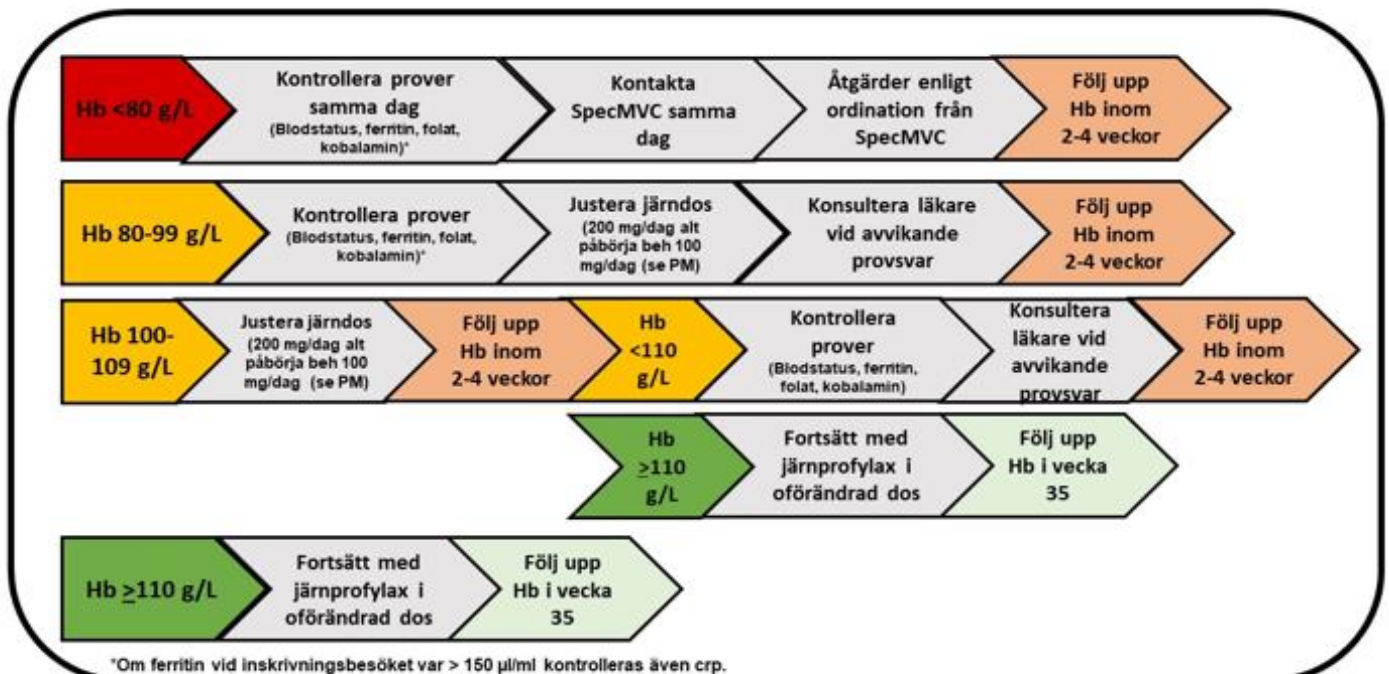 Hb <80 g/L
Kontrollera prover
samma dag
(Blodstatus, ferritin, folat,
kobalamin)*
Kontakta
SpecMVC samma
dag
Åtgärder enligt
ordination från
SpecMVC
Följ upp
Hb inom
2-4 veckor
Hb 80-99 g/L
Kontrollera prover
(Blodstatus, ferritin, folat,
kobalamin)*
Justera järndos
(200 mg/dag alt
påbörja beh 100
mg/dag (se PM)
Konsultera läkare
vid avvikande
provsvar
Följ upp
Hb inom
2-4 veckor
Hb 100-
109 g/L
Justera järndos
(200 mg/dag alt
påbörja beh 100
mg/dag (se PM)
Följ upp
Hb inom
2-4 veckor
Hb
<110
g/L
Kontrollera
prover
(Blodstatus, ferritin,
folat, kobalamin)
Konsultera
läkare vid
avvikande
provsvar
Följ upp
Hb inom
2-4 veckor
Hb
≥110
g/L
Fortsätt med
järnprofylax i
oförändrad dos
Följ upp
Hb i vecka
35
Hb ≥110 g/L
Fortsätt med
järnprofylax i
oförändrad dos
Följ upp
Hb i vecka
35
*Om ferritin vid inskrivningsbesöket var > 150 µl/ml kontrolleras även crp.